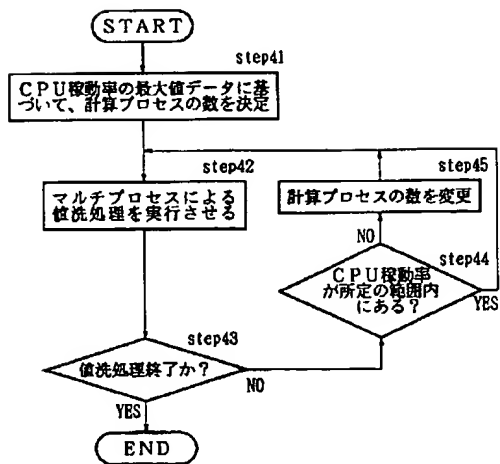 START
step41
CPU稼動率の最大値データに基
づいて、計算プロセスの数を決定
step42
マルチプロセスによる
値洗処理を実行させる
step45
計算プロセスの数を変更
NO
step44
CPU稼動率
が所定の範囲内
にある？
YES
step43
値洗処理終了か？
NO
YES
END